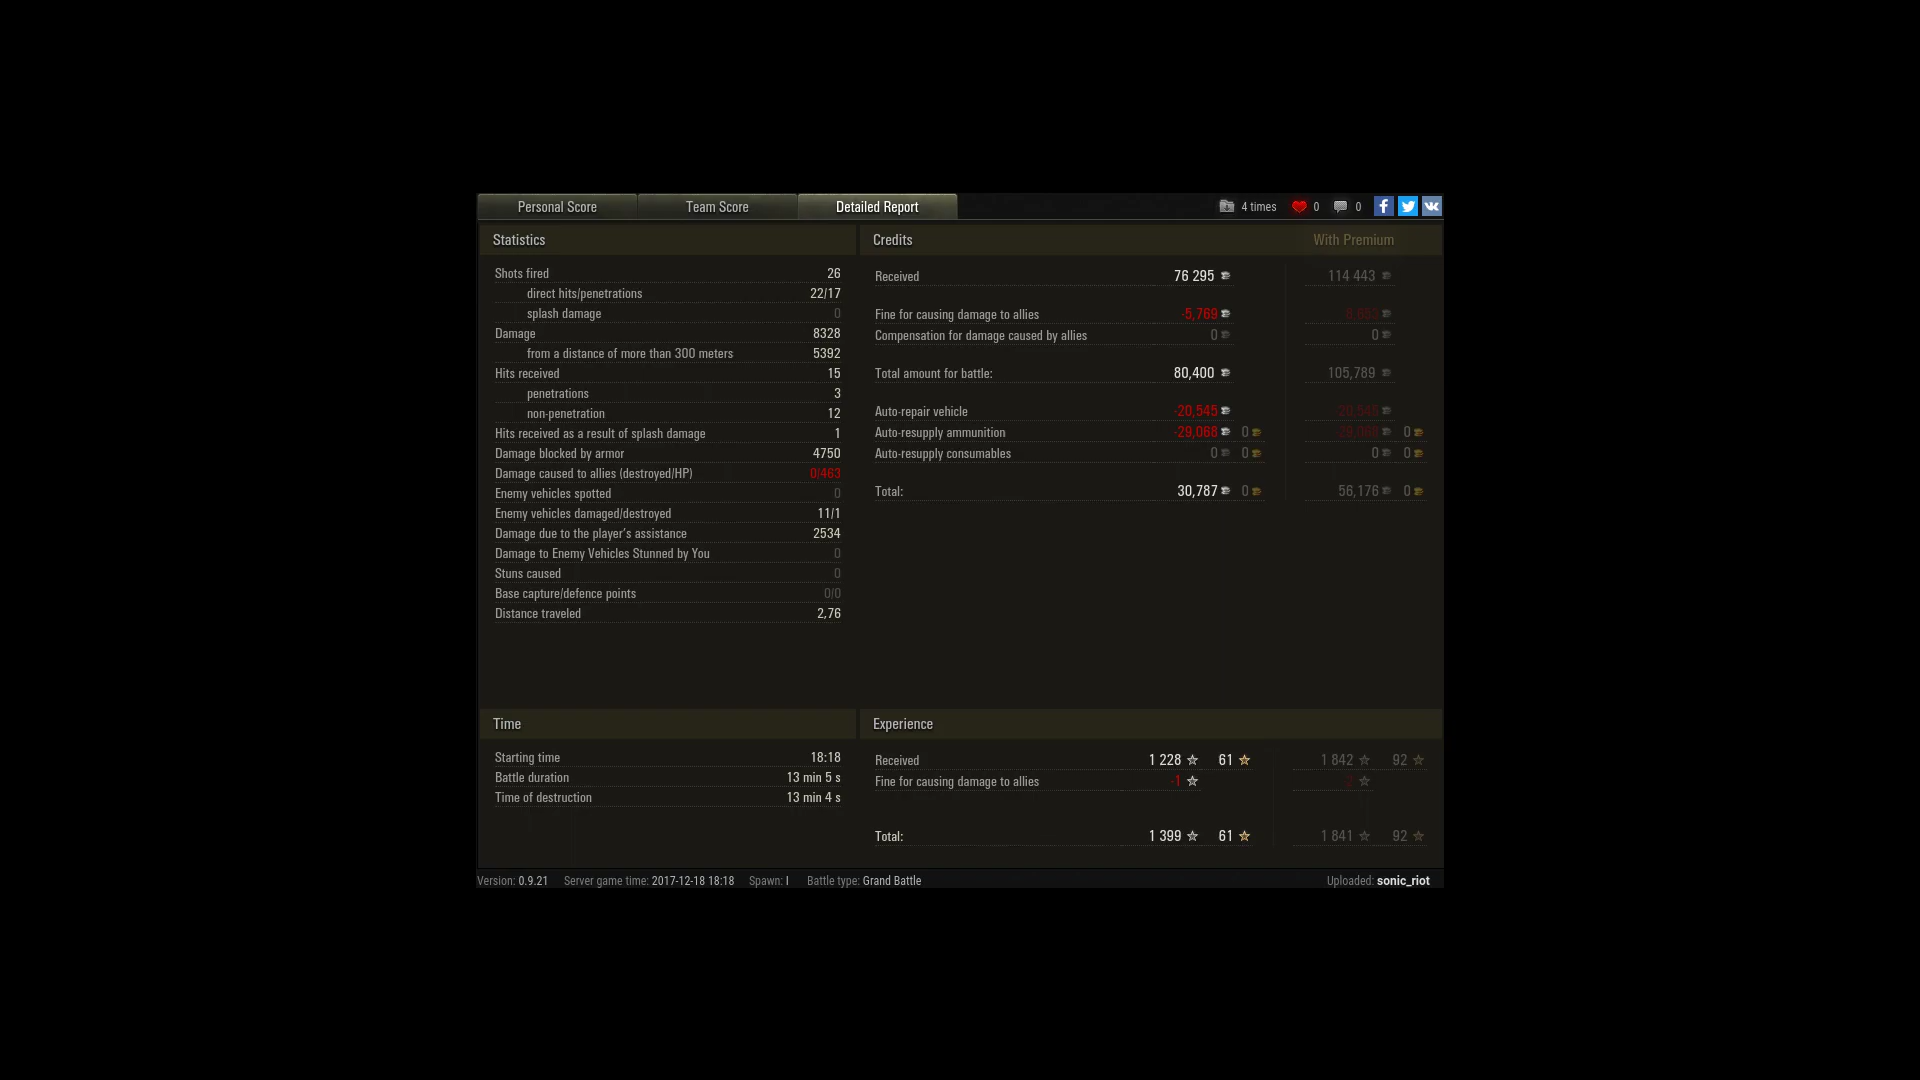 Personal Score Team Score Detailed Report 4 times 0 0
Statistics
Shots fired 26
direct hits/penetrations 22/17
splash damage 0
Damage 8328
from a distance of more than 300 meters 5392
Hits received 15
penetrations 3
non-penetration 12
Hits received as a result of splash damage 1
Damage blocked by armor 4750
Damage caused to allies (destroyed/HP) 0/463
Enemy vehicles spotted 0
Enemy vehicles damaged/destroyed 11/1
Damage due to the player's assistance 2534
Damage to Enemy Vehicles Stunned by You 0
Stuns caused 0
Base capture/defence points 0/0
Distance traveled 2,76
Credits With Premium
Received 76 295 114 443
Fine for causing damage to allies -5,769
Compensation for damage caused by allies 0 0
Total amount for battle: 80,400 105,789
Auto-repair vehicle -20,545 -20,545
Auto-resupply ammunition -29,068 0 -29,068 0
Auto-resupply consumables 0 0 0 0
Total: 30,787 0 56,176 0
Time
Starting time 18:18
Battle duration 13 min 5 s
Time of destruction 13 min 4 s
Experience
Received 1 228 61 1 842 92
Fine for causing damage to allies -1
Total: 1 399 61 1 841 92
Version: 0.9.21 Server game time: 2017-12-18 18:18 Spawn: I Battle type: Grand Battle Uploaded: sonic_riot